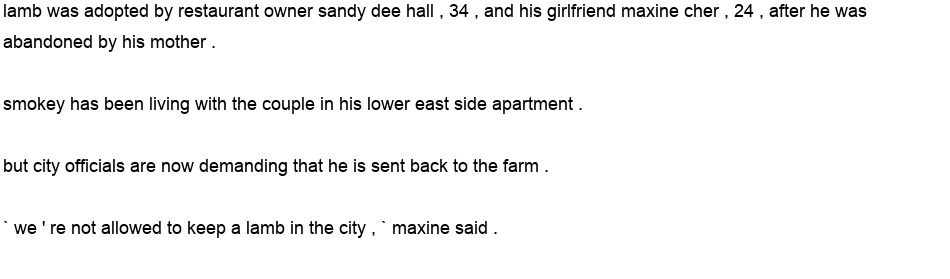 lamb was adopted by restaurant owner sandy dee hall , 34 , and his girlfriend maxine cher , 24 , after he was
abandoned by his mother .
smokey has been living with the couple in his lower east side apartment .
but city officials are now demanding that he is sent back to the farm .
` we ' re not allowed to keep a lamb in the city , ` maxine said .